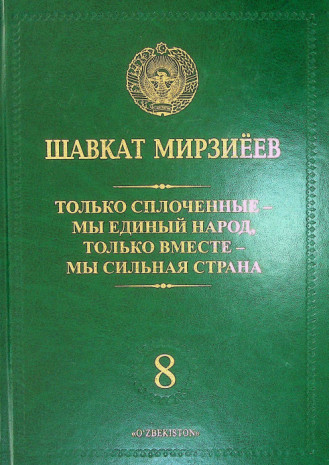 ШАВКАТ МИРЗИЁЕВ
ТОЛЬКО СПЛОЧЕННЫЕ –
МЫ ЕДИНЫЙ НАРОД,
ТОЛЬКО ВМЕСТЕ –
МЫ СИЛЬНАЯ СТРАНА
8
«O‘ZBEKISTON»